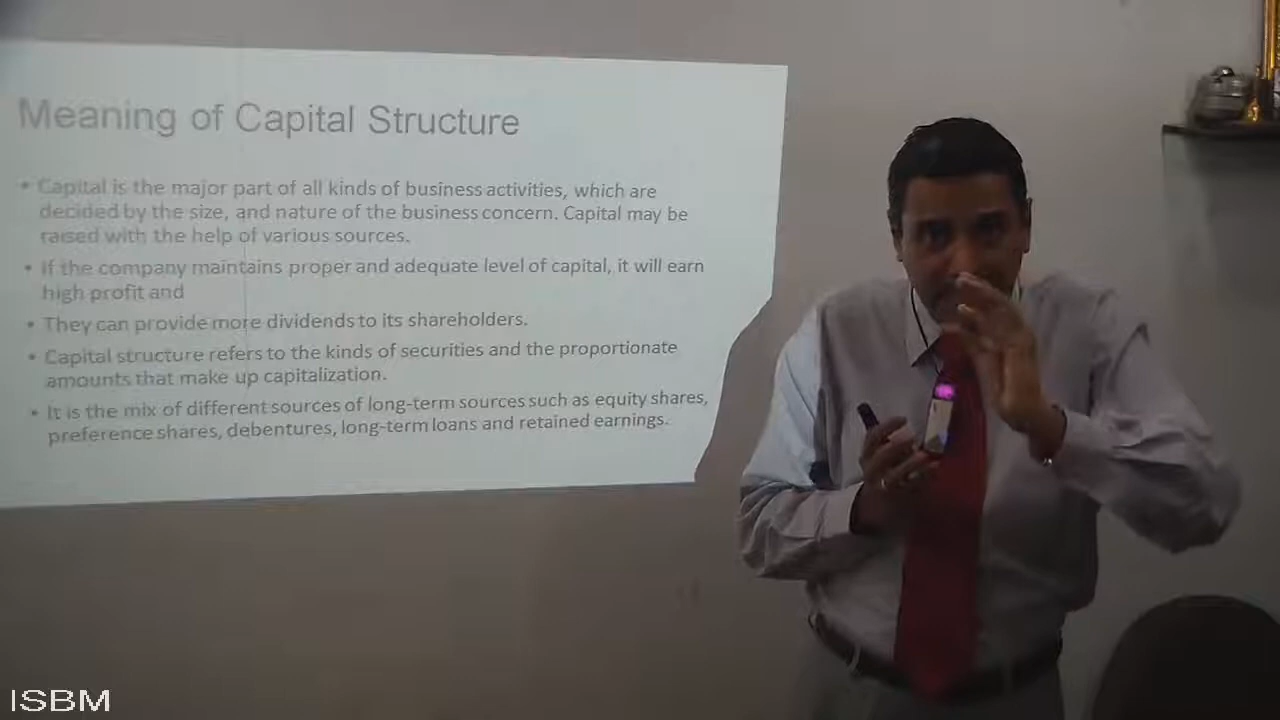 Meaning of Capital Structure
• Capital is the major part of all kinds of business activities, which are
decided by the size, and nature of the business concern. Capital may be
raised with the help of various sources.
• If the company maintains proper and adequate level of capital, it will earn
high profit and
• They can provide more dividends to its shareholders.
• Capital structure refers to the kinds of securities and the proportionate
amounts that make up capitalization.
• It is the mix of different sources of long-term sources such as equity shares,
preference shares, debentures, long-term loans and retained earnings.
ISBM